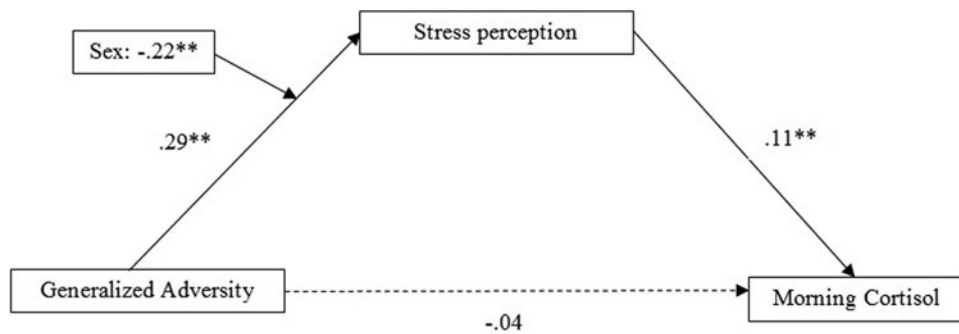 Stress perception
Sex: -.22**
.29**
.11**
Generalized Adversity
Morning Cortisol
-.04